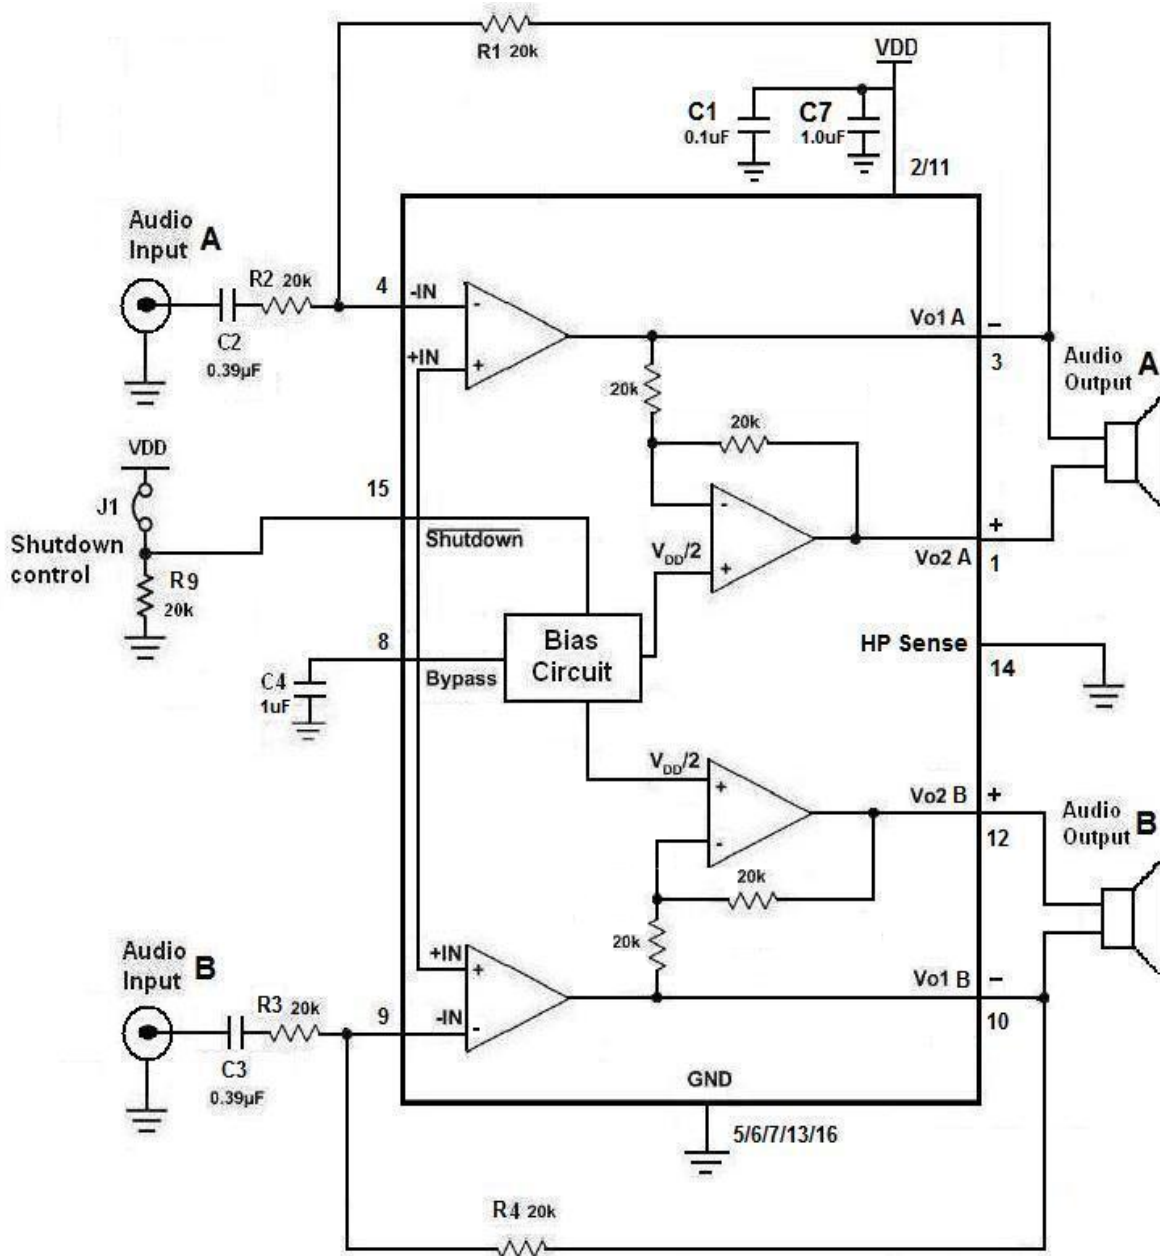 R1 20k
VDD
C1
0.1uF
C7
1.0uF
2/11
Audio
Input A
R2 20k
C2
0.39µF
4
-IN
-
+IN
+
Vo1 A
-
3
Audio
Output A
20k
20k
VDD
J1
Shutdown
control
R9
20k
15
Shutdown
-
VDD/2
+
+
Vo2 A
1
8
Bypass
C4
1uF
Bias
Circuit
HP Sense
14
VDD/2
+
-
Vo2 B
+
12
Audio
Output B
20k
20k
Audio
Input B
R3 20k
C3
0.39µF
9
+IN
+
-IN
-
Vo1 B
-
10
GND
5/6/7/13/16
R4 20k